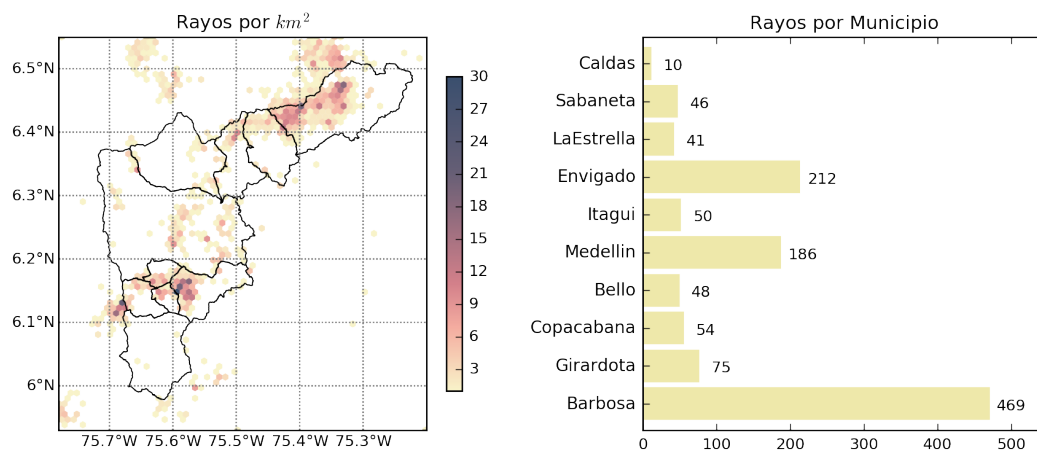 Rayos por km²
6.5°N
6.4°N
6.3°N
6.2°N
6.1°N
6°N
75.7°W 75.6°W 75.5°W 75.4°W 75.3°W
30
27
24
21
18
15
12
9
6
3
Rayos por Municipio
Caldas 10
Sabaneta 46
LaEstrella 41
Envigado 212
Itagui 50
Medellin 186
Bello 48
Copacabana 54
Girardota 75
Barbosa 469
0 100 200 300 400 500